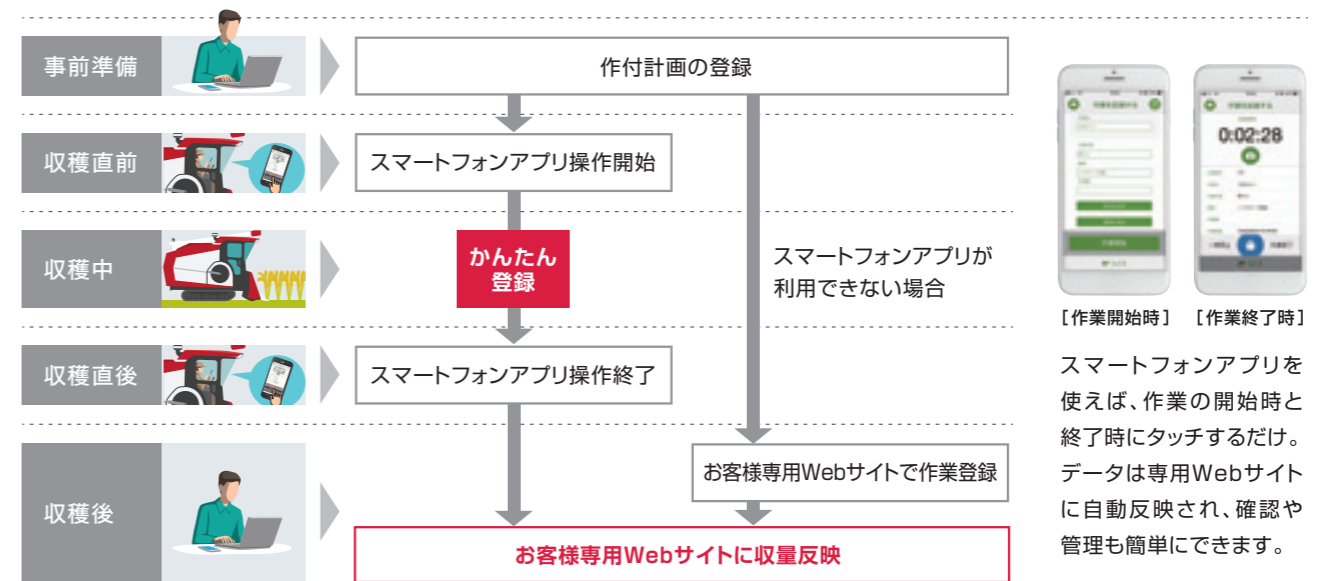 事前準備
作付計画の登録
収穫直前
スマートフォンアプリ操作開始
収穫中
かんたん
登録
スマートフォンアプリが
利用できない場合
収穫直後
スマートフォンアプリ操作終了
収穫後
お客様専用Webサイトで作業登録
お客様専用Webサイトに収量反映
0:02:28
[作業開始時]
[作業終了時]
スマートフォンアプリを
使えば、作業の開始時と
終了時にタッチするだけ。
データは専用Webサイト
に自動反映され、確認や
管理も簡単にできます。